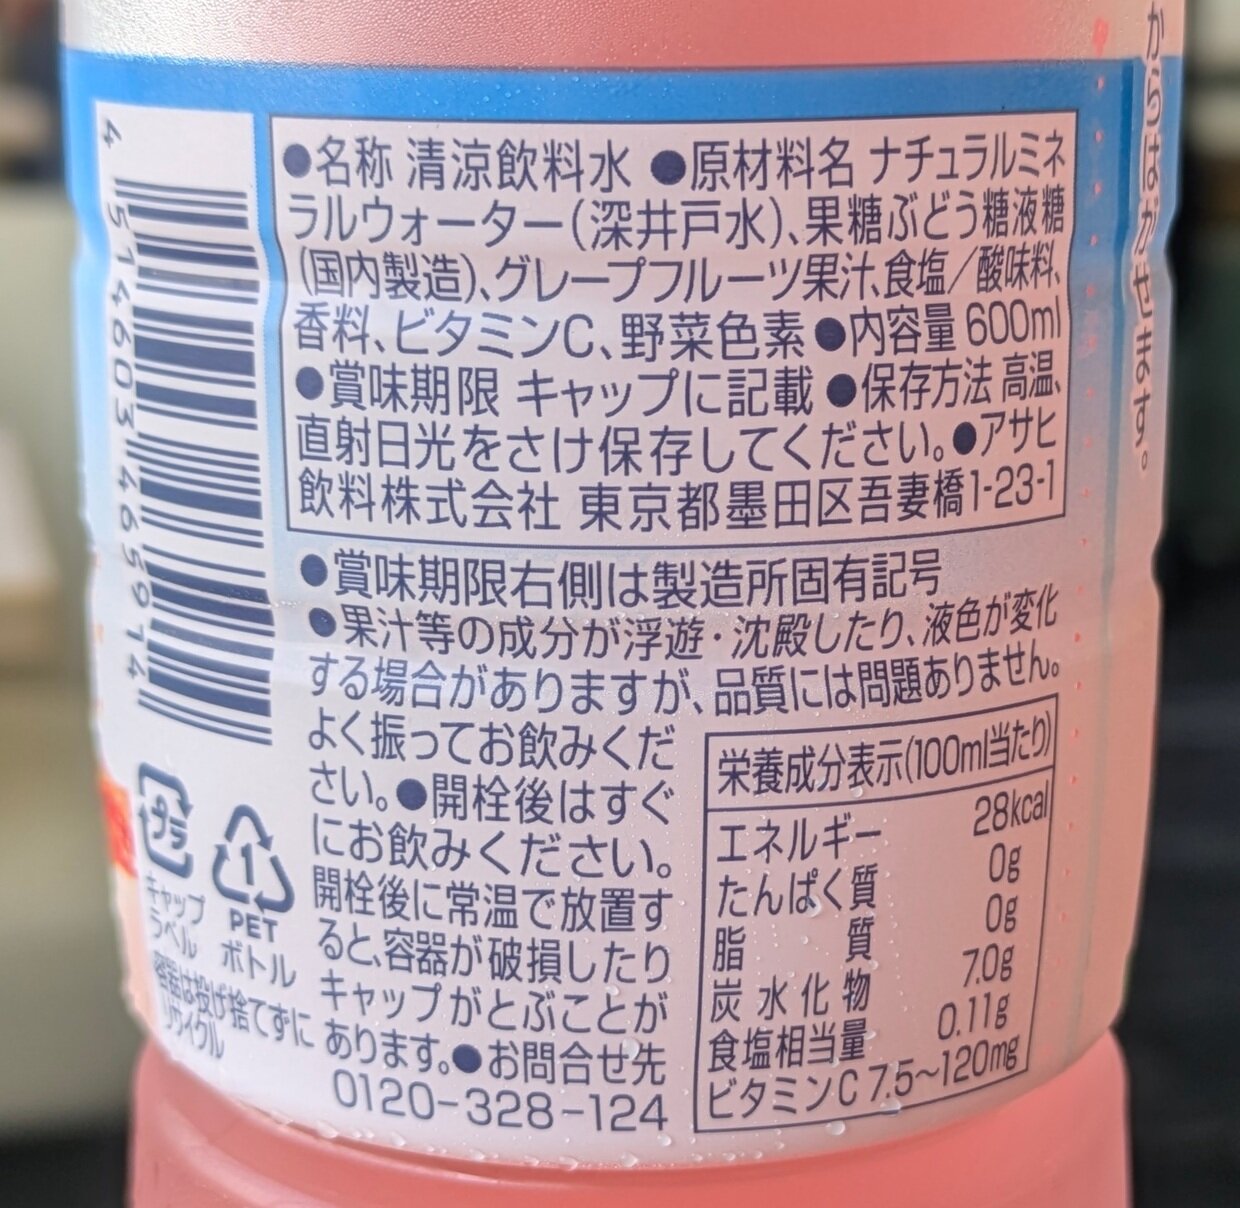 ●名称 清涼飲料水 ●原材料名 ナチュラルミネ
ラルウォーター(深井戸水)、果糖ぶどう糖液糖
(国内製造)、グレープフルーツ果汁、食塩/酸味料、
香料、ビタミンC、野菜色素 ●内容量 600ml
●賞味期限 キャップに記載 ●保存方法 高温、
直射日光をさけ保存してください。●アサヒ
飲料株式会社 東京都墨田区吾妻橋1-23-1
●賞味期限右側は製造所固有記号
●果汁等の成分が浮遊・沈殿したり、液色が変化
する場合がありますが、品質には問題ありません。
よく振ってお飲みくだ
さい。●開栓後はすぐ
にお飲みください。
開栓後に常温で放置す
ると、容器が破損したり
キャップがとぶことが
あります。●お問合せ先
0120-328-124
栄養成分表示(100ml当たり)
エネルギー 28kcal
たんぱく質 0g
脂質 0g
炭水化物 7.0g
食塩相当量 0.11g
ビタミンC 7.5~120mg
4 514603 465914
プラ
キャップ
ラベル
1
PET
ボトル
容器は投げ捨てずに
リサイクル
からはがせます。